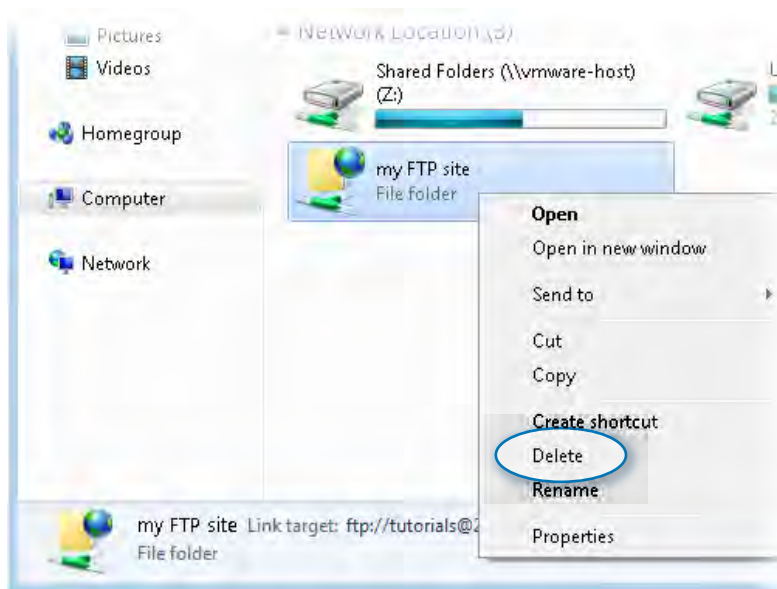 Pictures
Network Location (3)
Videos
Shared Folders (\\vmware-host)
(Z:)
Homegroup
my FTP site
File folder
Computer
Open
Open in new window
Network
Send to
Cut
Copy
Create shortcut
Delete
Rename
my FTP site Link target: ftp://tutorials@2
File folder
Properties